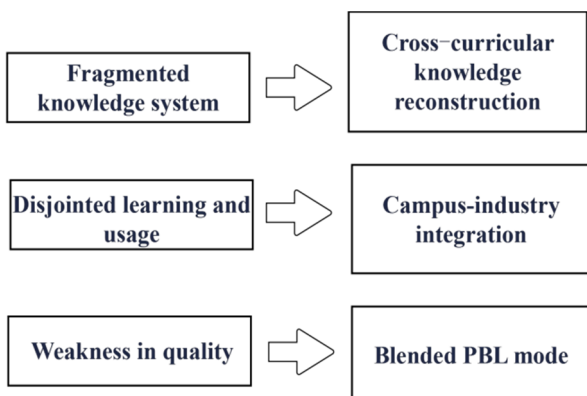 Fragmented
knowledge system
Cross-curricular
knowledge
reconstruction
Disjointed learning and
usage
Campus-industry
integration
Weakness in quality
Blended PBL mode